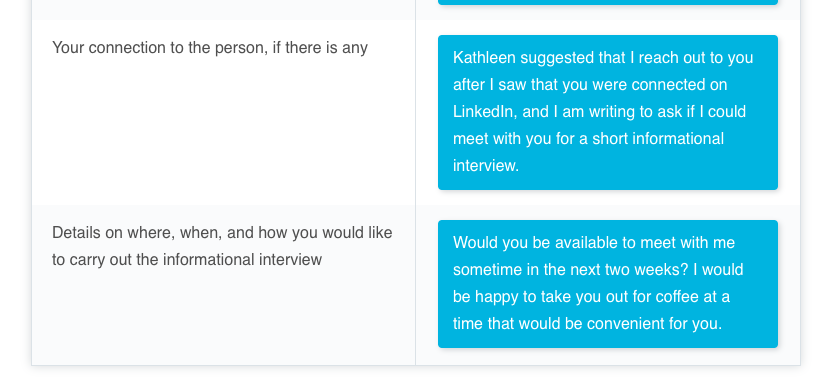 Your connection to the person, if there is any
Kathleen suggested that I reach out to you
after I saw that you were connected on
LinkedIn, and I am writing to ask if I could
meet with you for a short informational
interview.
Details on where, when, and how you would like
to carry out the informational interview
Would you be available to meet with me
sometime in the next two weeks? I would
be happy to take you out for coffee at a
time that would be convenient for you.